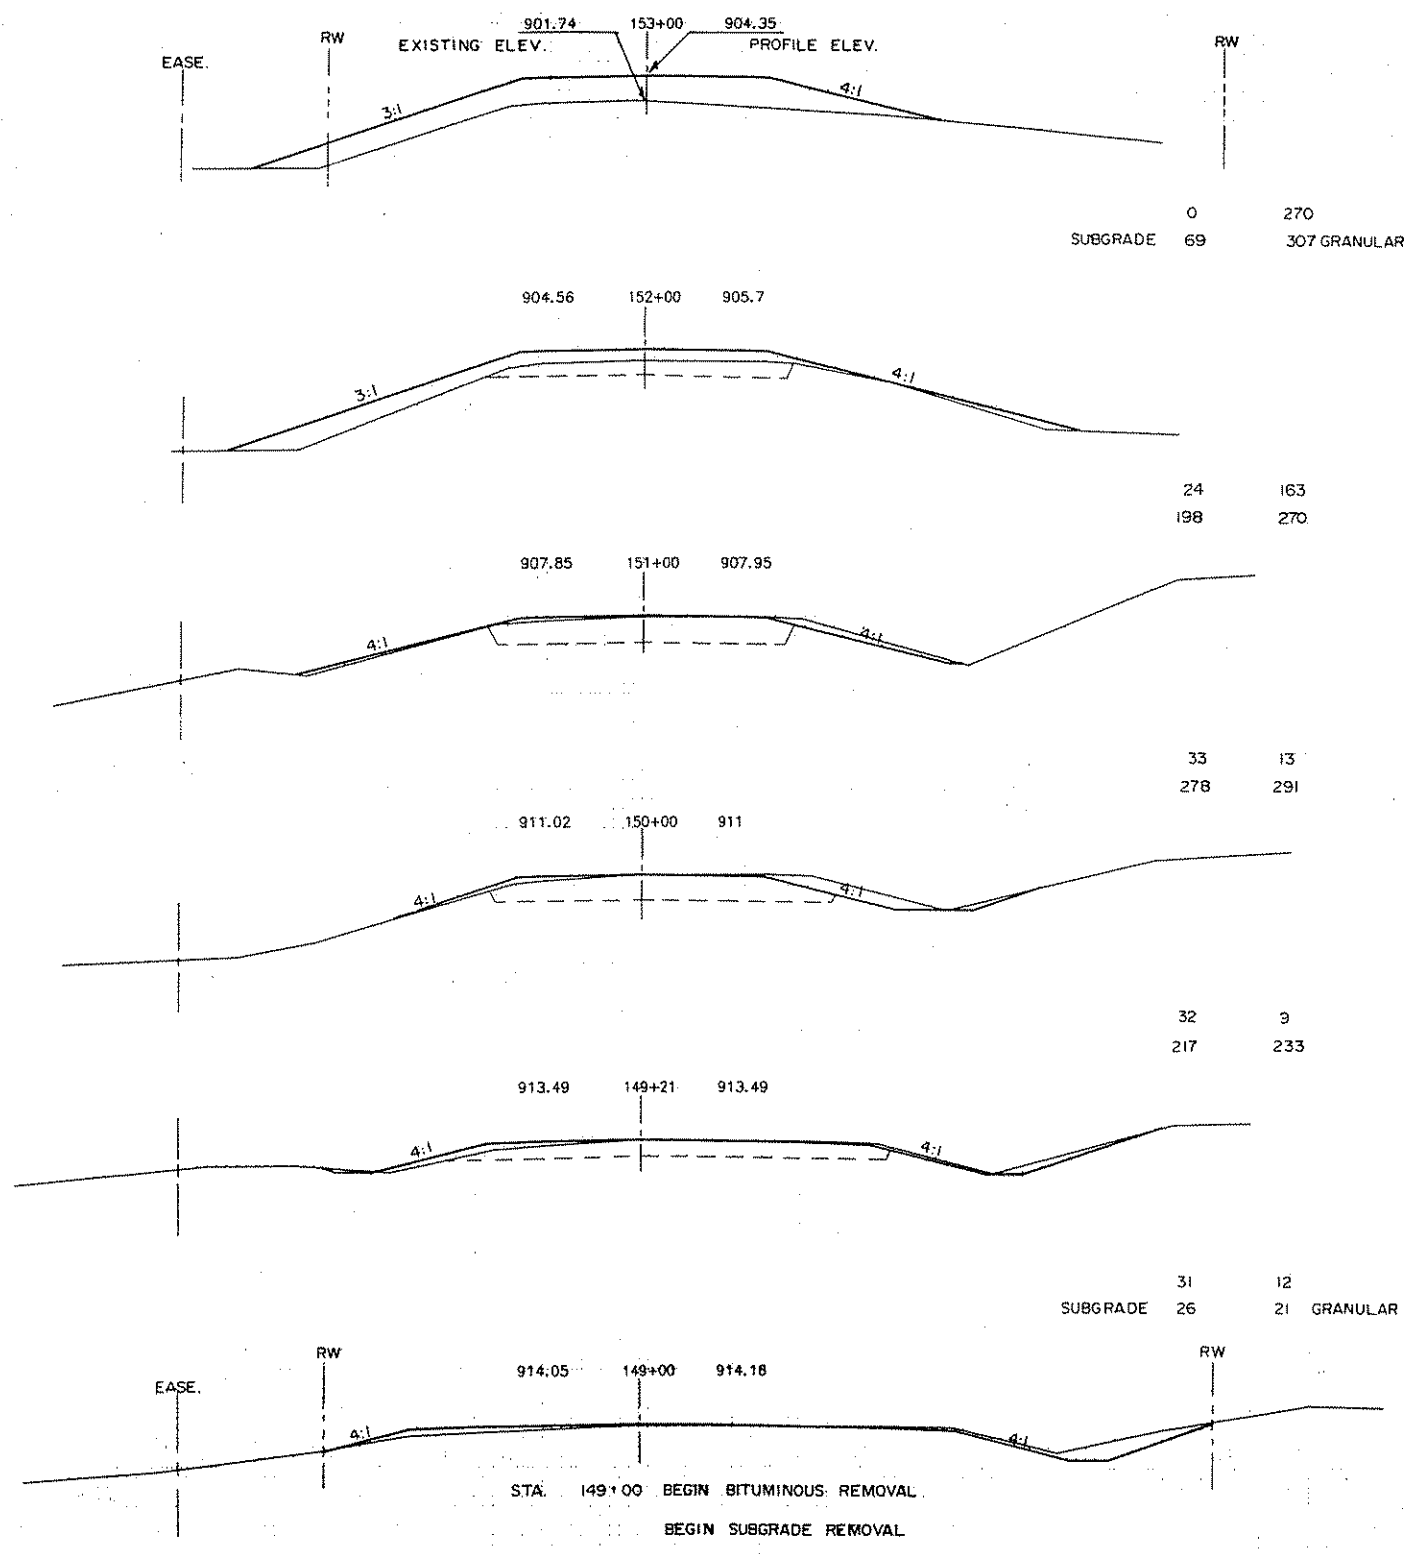 901.74 153+00 904.35
RW EXISTING ELEV. PROFILE ELEV. RW
EASE.
3:1 4:1
0 270
SUBGRADE 69 307 GRANULAR
904.56 152+00 905.7
3:1 4:1
24 163
198 270
907.85 151+00 907.95
4:1 4:1
33 13
278 291
911.02 150+00 911
4:1 4:1
32 9
217 233
913.49 149+21 913.49
4:1 4:1
31 12
SUBGRADE 26 21 GRANULAR
RW RW
914.05 149+00 914.18
EASE.
4:1 4:1
STA. 149+00 BEGIN BITUMINOUS REMOVAL
BEGIN SUBGRADE REMOVAL